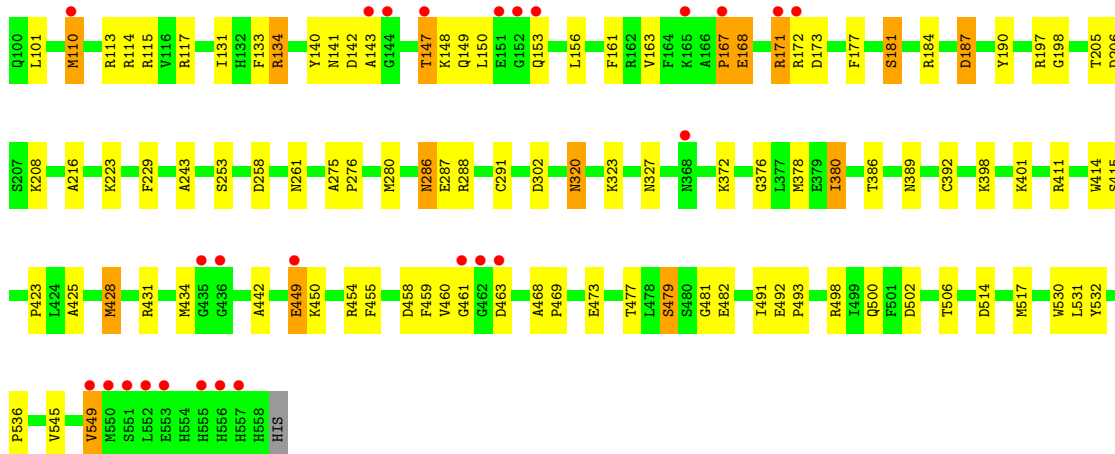 Q100 L101 M110 R113 R114 R115 V116 R117 I131 H132 F133 R134 Y140 N141 D142 A143 G144 T147 K148 Q149 L150 E151 G152 Q153 L156 F161 R162 V163 F164 K165 A166 P167 E168 R171 R172 D173 F177 S181 R184 D187 Y190 R197 G198 T205
S207 K208 A216 K223 F229 A243 S253 D258 N261 A275 P276 M280 N286 E287 R288 C291 D302 N320 K323 N327 N368 K372 G376 L377 M378 E379 I380 T386 N389 C392 K398 K401 R411 W414
P423 L424 A425 M428 R431 M434 G435 G436 A442 E449 K450 R454 F455 D458 F459 V460 G461 G462 D463 A468 P469 E473 T477 L478 S479 S480 G481 E482 I491 E492 P493 R498 I499 Q500 F501 D502 T506 D514 M517 W530 L531 Y532
P536 V545 V549 M550 S551 L552 E553 H554 H555 H556 H557 H558 HIS